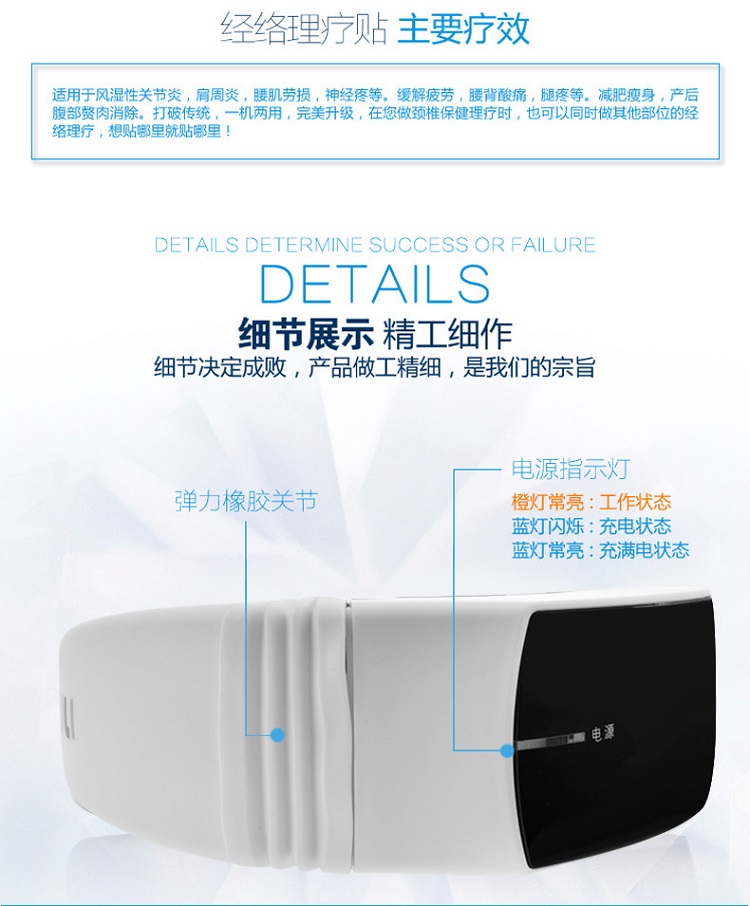 经络理疗贴 主要疗效
适用于风湿性关节炎，肩周炎，腰肌劳损，神经疼等。缓解疲劳，腰背酸痛，腿疼等。减肥瘦身，产后
腹部赘肉消除。打破传统，一机两用，完美升级，在您做颈椎保健理疗时，也可以同时做其他部位的经
络理疗，想贴哪里就贴哪里！
DETAILS DETERMINE SUCCESS OR FAILURE
DETAILS
细节展示 精工细作
细节决定成败，产品做工精细，是我们的宗旨
电源指示灯
弹力橡胶关节
橙灯常亮：工作状态
蓝灯闪烁：充电状态
蓝灯常亮：充满电状态
电源